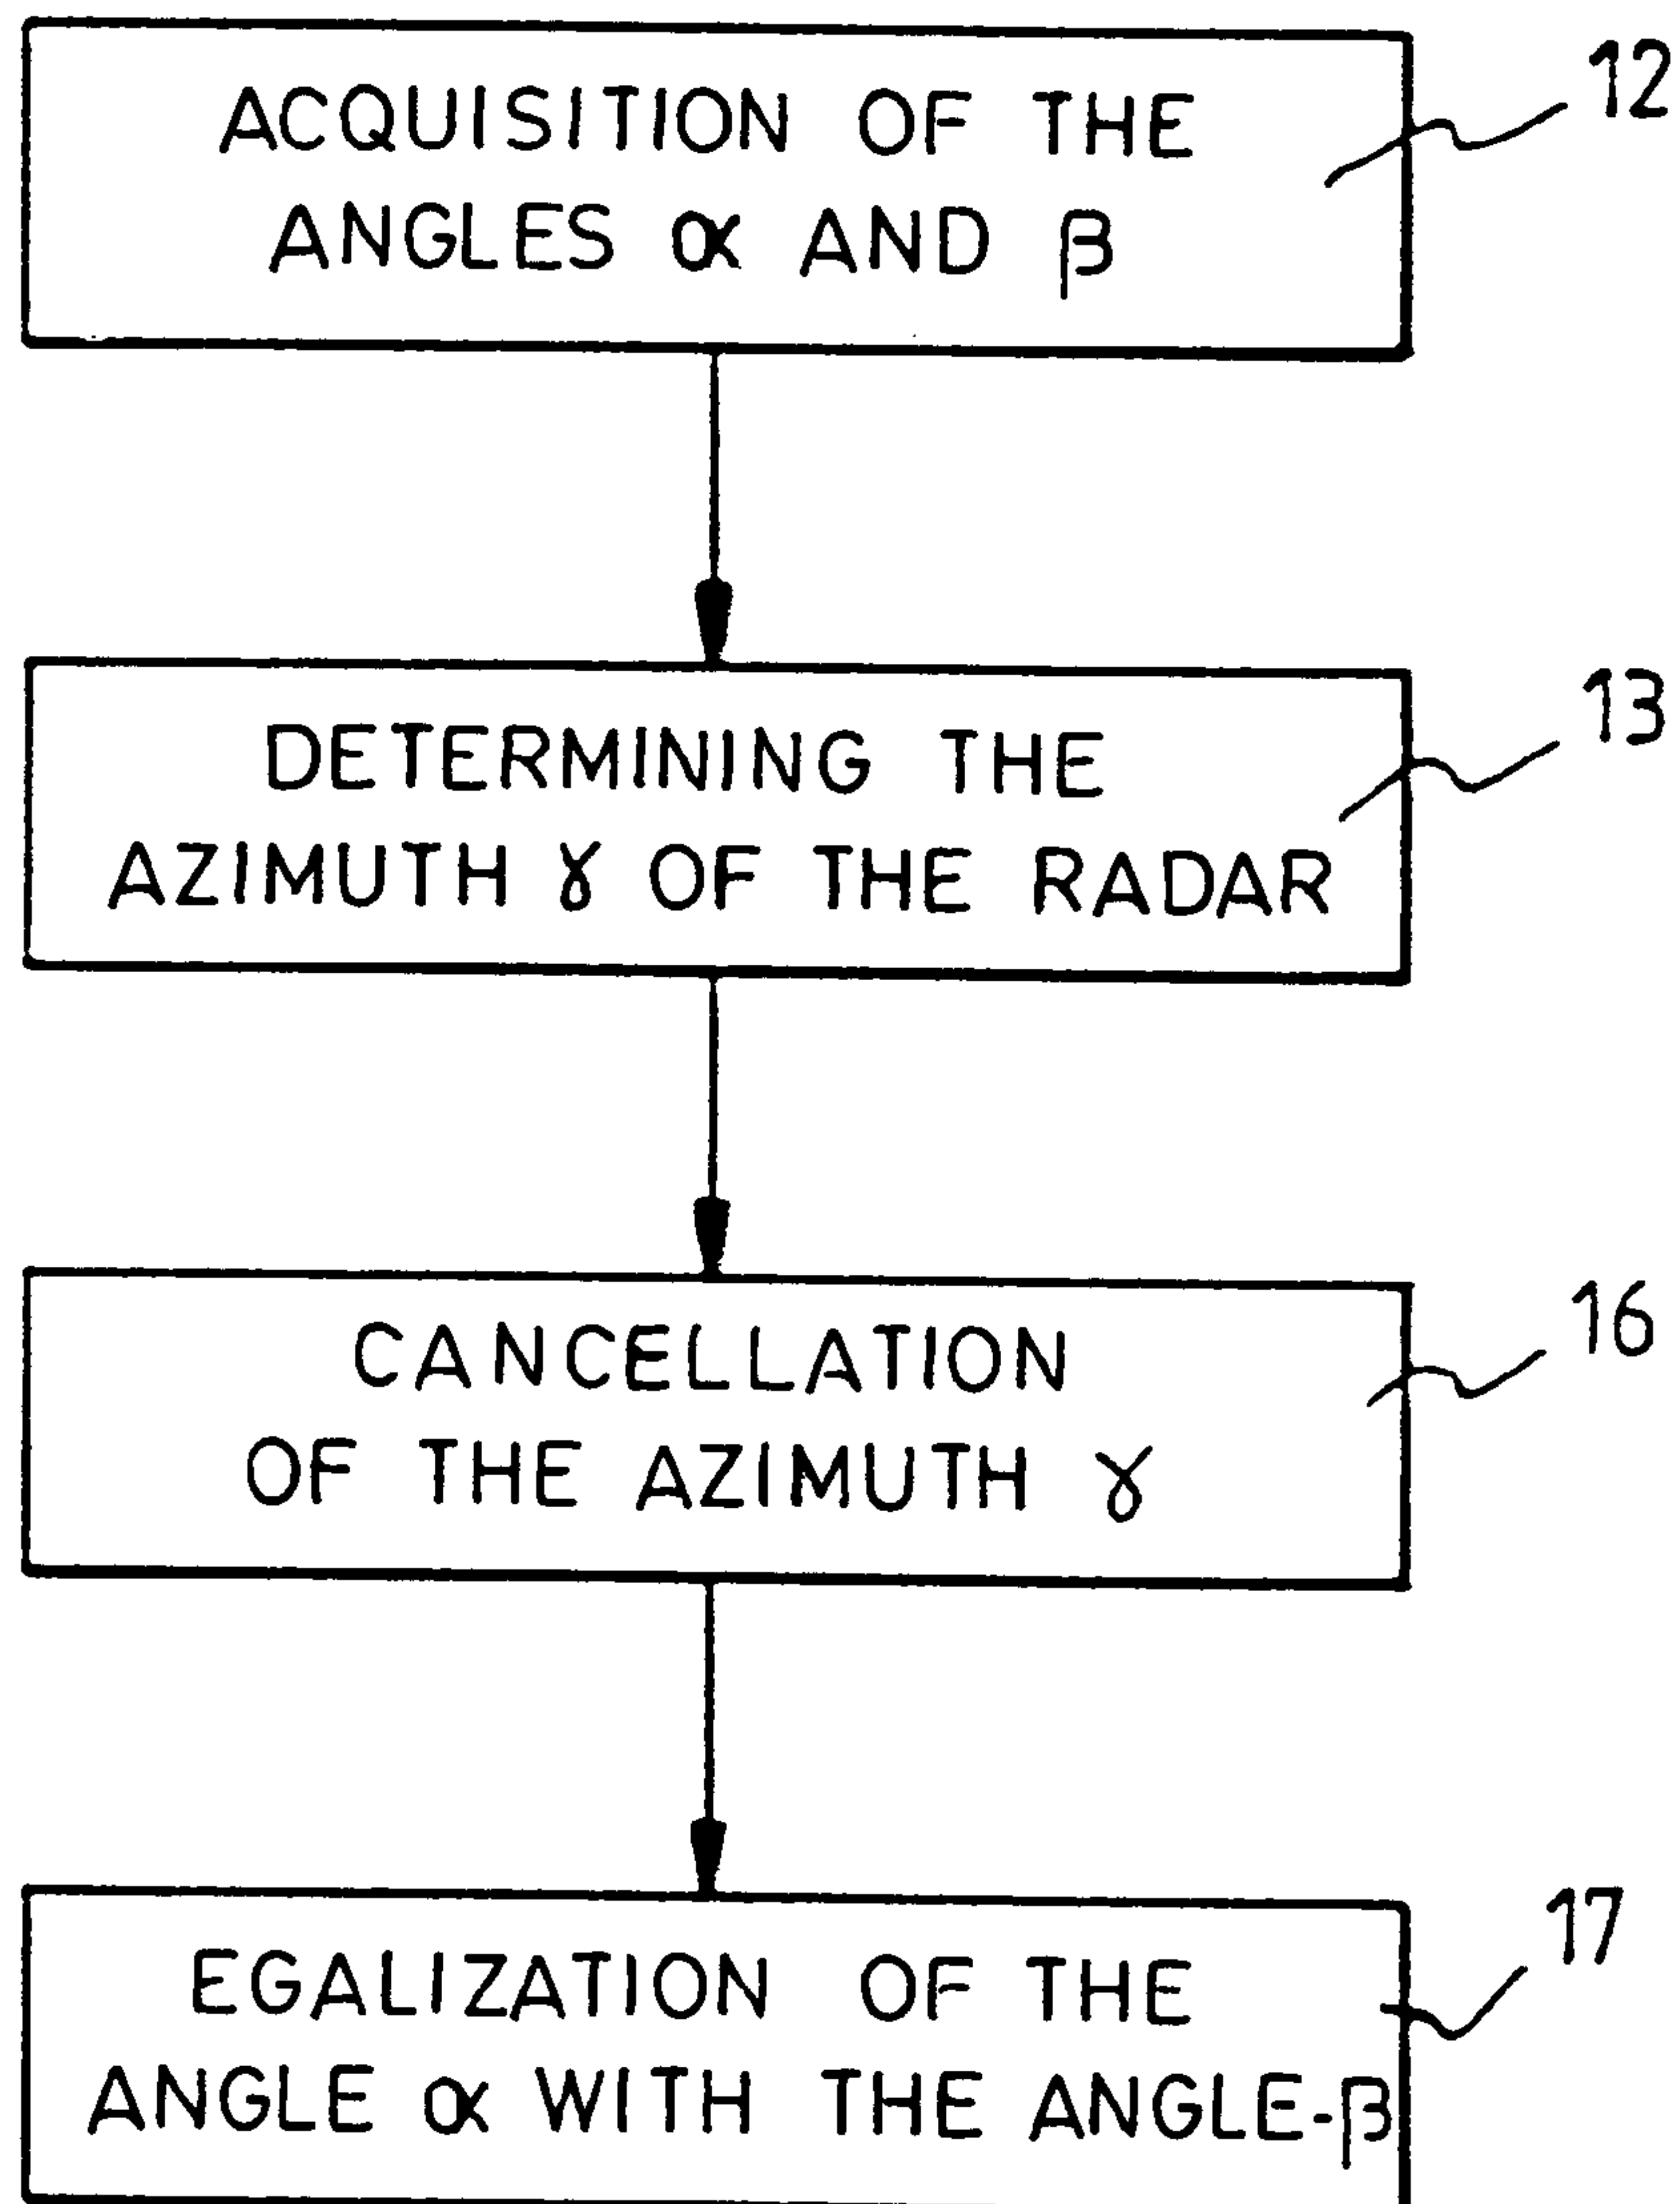 ACQUISITION OF THE
ANGLES α AND β
12
DETERMINING THE
AZIMUTH γ OF THE RADAR
13
CANCELLATION
OF THE AZIMUTH γ
16
EGALIZATION OF THE
ANGLE α WITH THE ANGLE-β
17